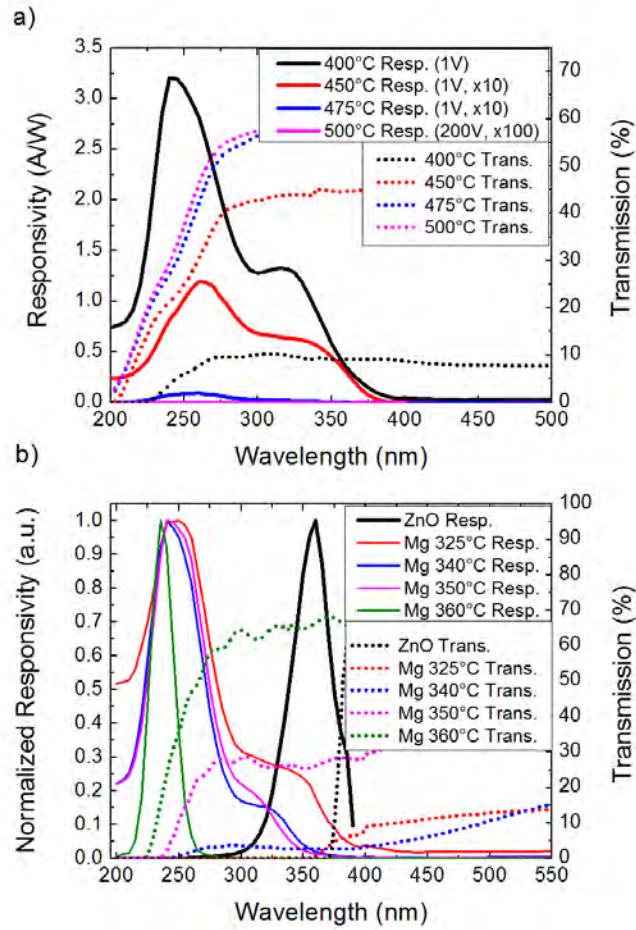 a)
3.5
3.0
2.5
2.0
1.5
1.0
0.5
0.0
Responsivity (A/W)
400°C Resp. (1V)
450°C Resp. (1V, x10)
475°C Resp. (1V, x10)
500°C Resp. (200V, x100)
400°C Trans.
450°C Trans.
475°C Trans.
500°C Trans.
70
60
50
40
30
20
10
0
Transmission (%)
200 250 300 350 400 450 500
Wavelength (nm)
b)
1.0
0.9
0.8
0.7
0.6
0.5
0.4
0.3
0.2
0.1
0.0
Normalized Responsivity (a.u.)
ZnO Resp.
Mg 325°C Resp.
Mg 340°C Resp.
Mg 350°C Resp.
Mg 360°C Resp.
ZnO Trans.
Mg 325°C Trans.
Mg 340°C Trans.
Mg 350°C Trans.
Mg 360°C Trans.
100
90
80
70
60
50
40
30
20
10
0
Transmission (%)
200 250 300 350 400 450 500 550
Wavelength (nm)